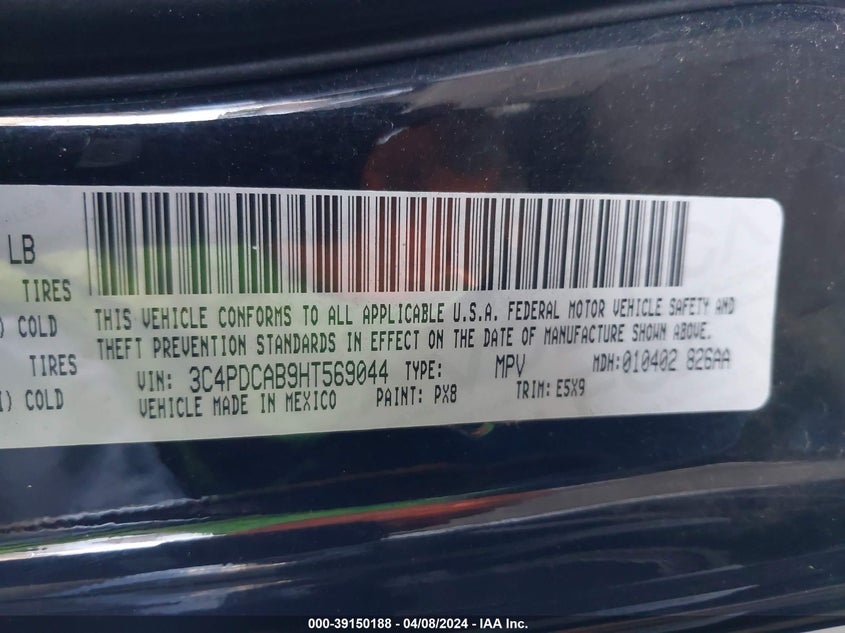 LB
TIRES
) COLD
TIRES
I) COLD
THIS VEHICLE CONFORMS TO ALL APPLICABLE U.S.A. FEDERAL MOTOR VEHICLE SAFETY AND
THEFT PREVENTION STANDARDS IN EFFECT ON THE DATE OF MANUFACTURE SHOWN ABOVE.
VIN: 3C4PDCAB9HT569044 TYPE: MPV MDH:010402 826AA
VEHICLE MADE IN MEXICO PAINT: PX8 TRIM: E5X9
000-39150188 - 04/08/2024 - IAA Inc.